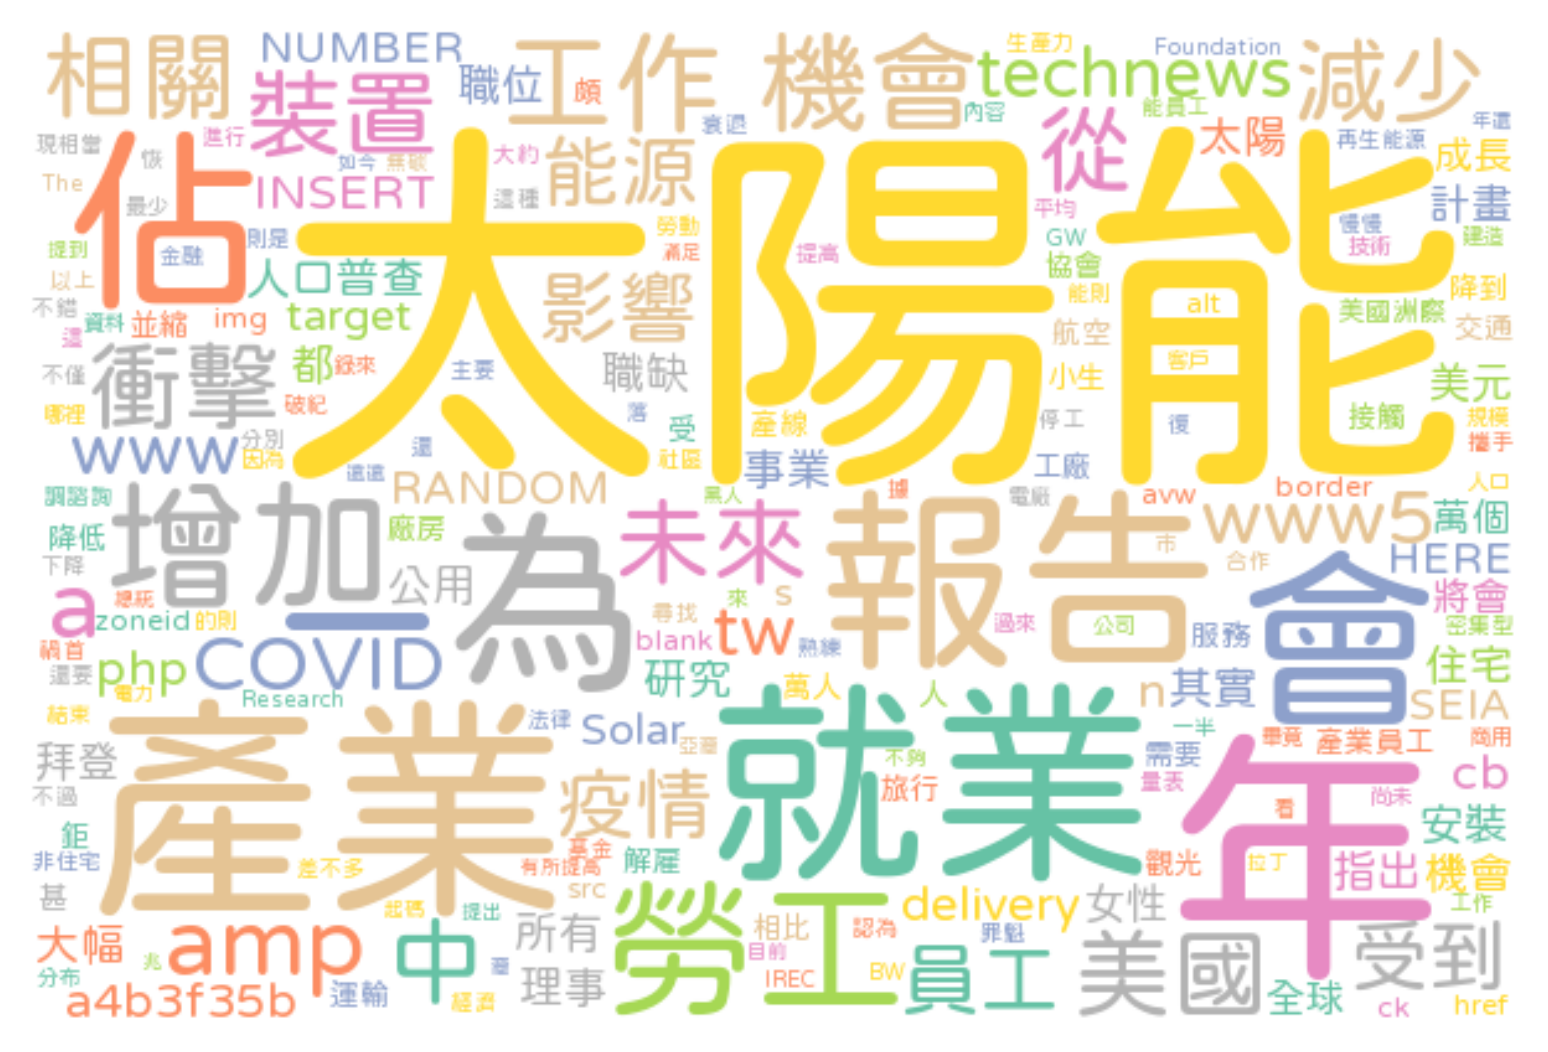 相關
NUMBER
工作 機會
生產力
Foundation
減少
裝置
職位
頗
technews
內容
能員工
年還
現相當
恢
進行
如今
無碳
大約
衰退
能源
從
太陽
再生能源
成長
The
最少
佔
INSERT
這種
平均
計畫
提到
金融
則是
太陽能
勞動
滿足
提高
GW
慢慢
技術
建造
以上
人口普查
影響
協會
能則
alt
降到
不錯
資料
並縮
img
target
航空
美國洲際
交通
這
衝擊
都
錄來
主要
職缺
客戶
小生
美元
不僅
哪裡
破紀
落
受
產線
停工
復
接觸
規模
攜手
www
分別
因為
還
遠遠
社區
事業
工廠
RANDOM
黑人
據
電廠
avw
border
人口
調諮詢
增加
廠房
為
未來
報告
www5
萬個
降低
下降
市
合作
HERE
公用
會
將會
a
總統
zoneid
的則
尋找
來
s
過來
公司
服務
密集型
禍首
COVID
blank
tw
熟練
還要
php
電力
研究
萬人
人
n
其實
住宅
Research
SEIA
結束
產業
法律
Solar
亞裔
就業
一半
畢竟
產業員工
商用
拜登
不過
疫情
不夠
旅行
需要
量表
年
尚未
cb
看
鉅
安裝
非住宅
差不多
基金
有所提高
解雇
觀光
拉丁
指出
機會
甚
src
起碼
提出
勞工
delivery
女性
工作
大幅
amp
中
所有
相比
認為
罪魁
美國
受到
分布
兆
裔
理事
目前
IREC
BW
員工
a4b3f35b
運輸
經濟
全球
ck
href